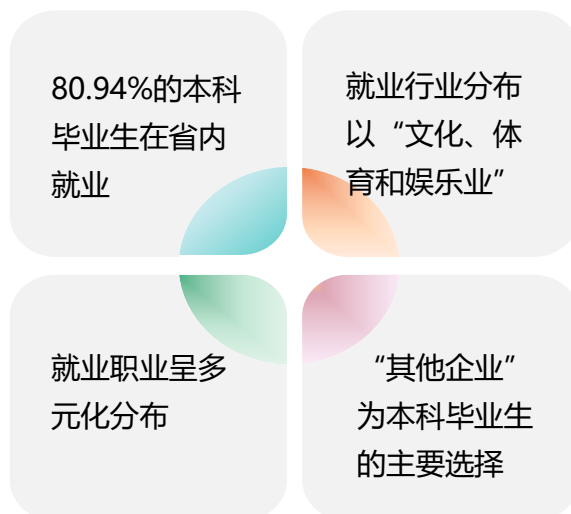 80.94%的本科
毕业生在省内
就业
就业行业分布
以“文化、体
育和娱乐业”
就业职业呈多
元化分布
“其他企业”
为本科毕业生
的主要选择